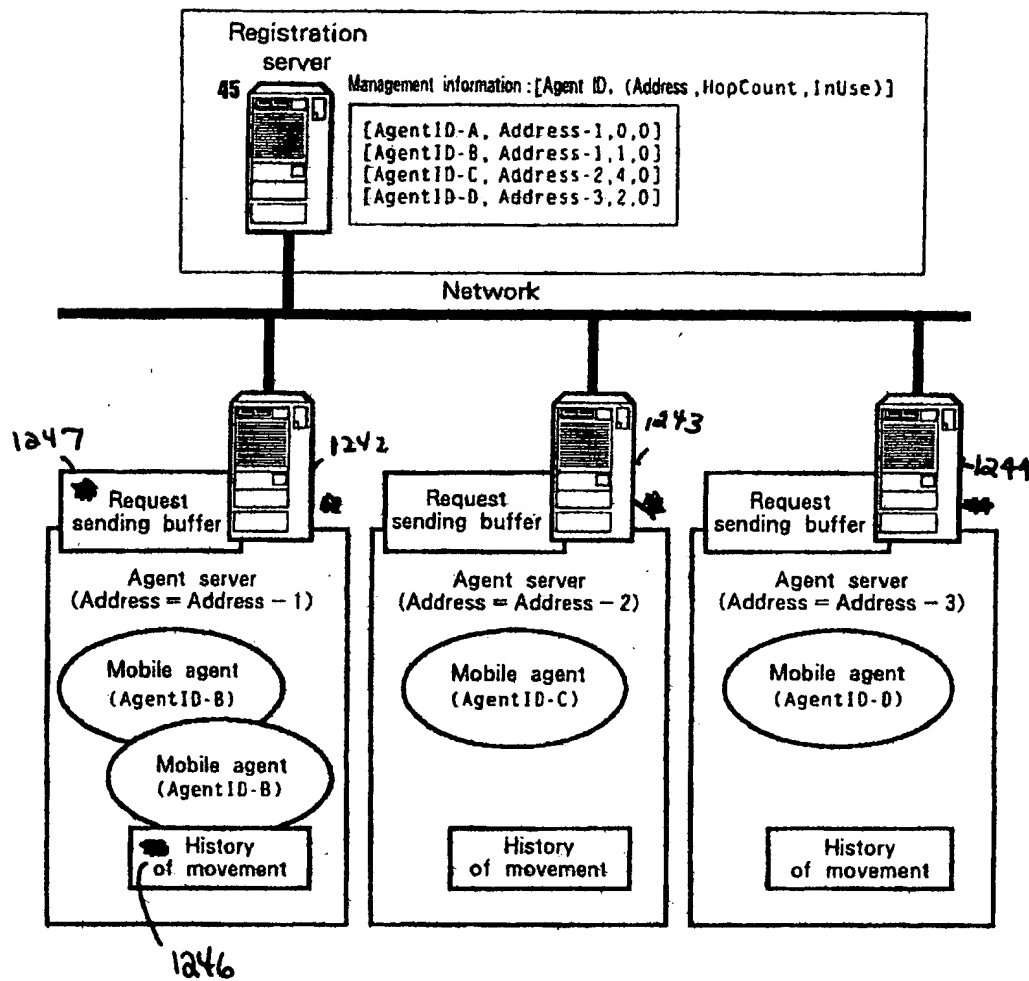 Registration
server
45
Management information : [Agent ID, (Address, HopCount, InUse)]
[AgentID-A, Address-1,0,0]
[AgentID-B, Address-1,1,0]
[AgentID-C, Address-2,4,0]
[AgentID-D, Address-3,2,0]
Network
1247
1242
1243
1244
Request
sending buffer
Request
sending buffer
Request
sending buffer
Agent server
(Address = Address - 1)
Agent server
(Address = Address - 2)
Agent server
(Address = Address - 3)
Mobile agent
(AgentID-B)
Mobile agent
(AgentID-C)
Mobile agent
(AgentID-D)
Mobile agent
(AgentID-B)
History
of movement
History
of movement
History
of movement
1246